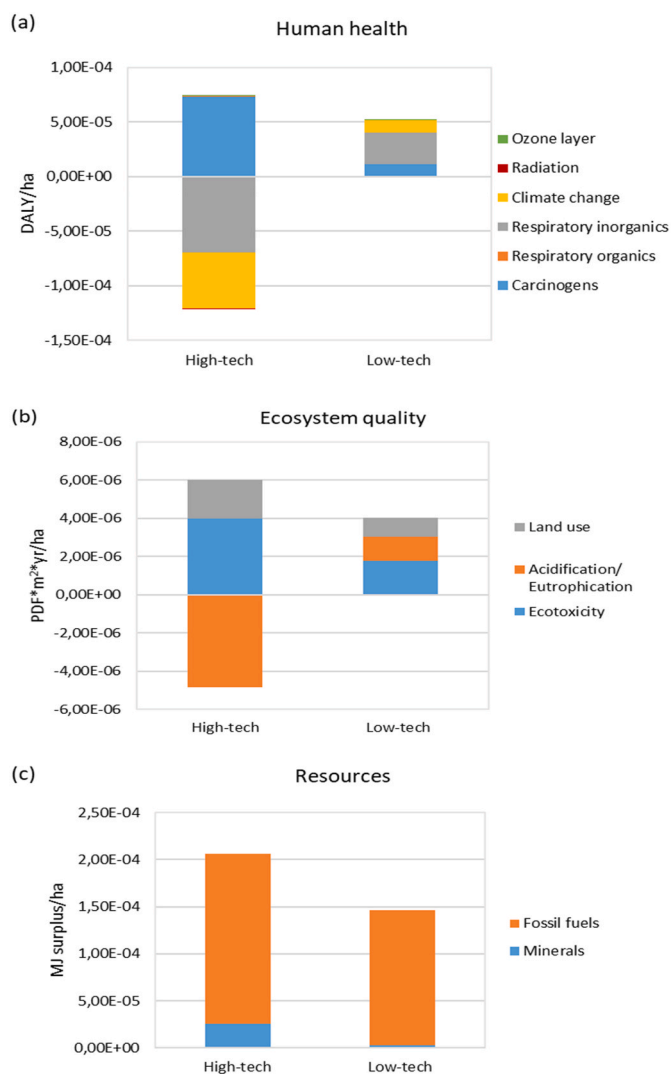 (a)
Human health
1,00E-04
5,00E-05
0,00E+00
-5,00E-05
-1,00E-04
-1,50E-04
DALY/ha
High-tech
Low-tech
Ozone layer
Radiation
Climate change
Respiratory inorganics
Respiratory organics
Carcinogens
(b)
Ecosystem quality
8,00E-06
6,00E-06
4,00E-06
2,00E-06
0,00E+00
-2,00E-06
-4,00E-06
-6,00E-06
PDF*m²*yr/ha
High-tech
Low-tech
Land use
Acidification/
Eutrophication
Ecotoxicity
(c)
Resources
2,50E-04
2,00E-04
1,50E-04
1,00E-04
5,00E-05
0,00E+00
MJ surplus/ha
High-tech
Low-tech
Fossil fuels
Minerals